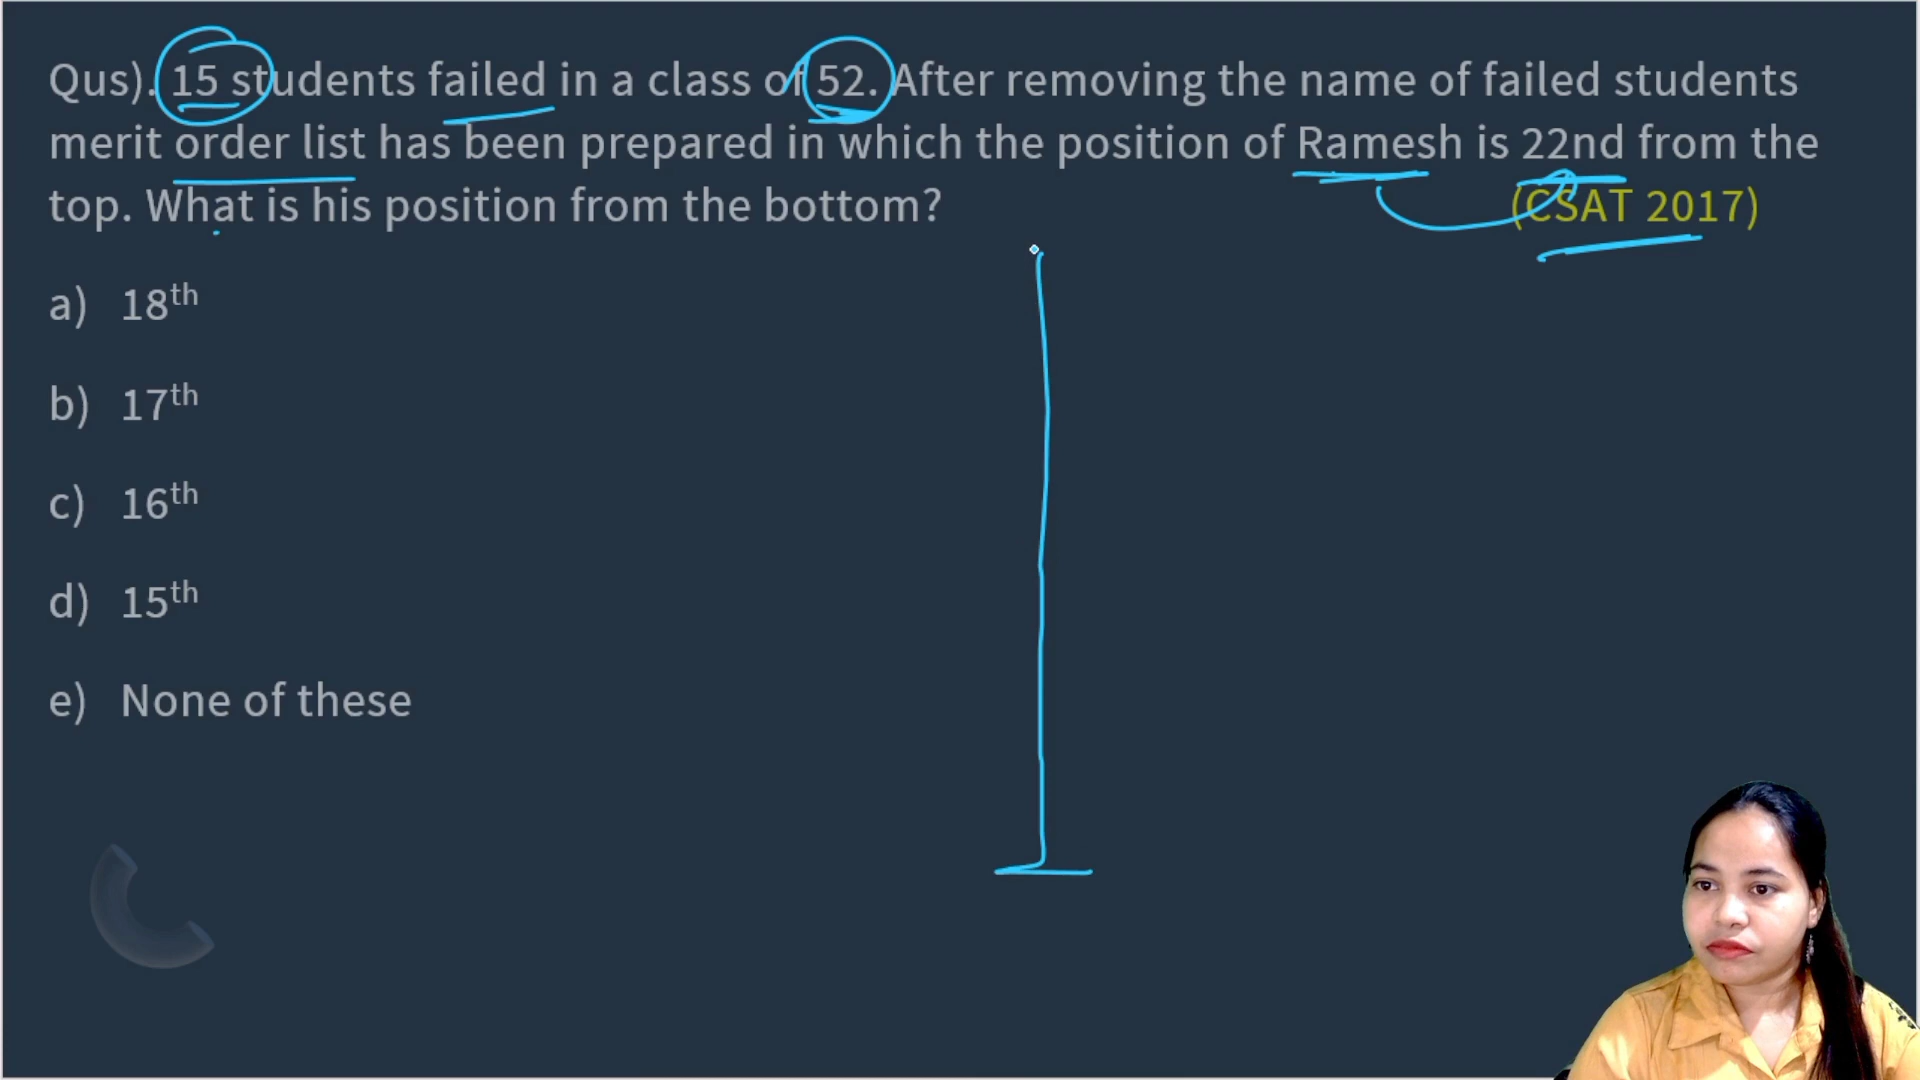 Qus). 15 students failed in a class of 52. After removing the name of failed students
merit order list has been prepared in which the position of Ramesh is 22nd from the
top. What is his position from the bottom? (CSAT 2017)
a) 18th
b) 17th
c) 16th
d) 15th
e) None of these